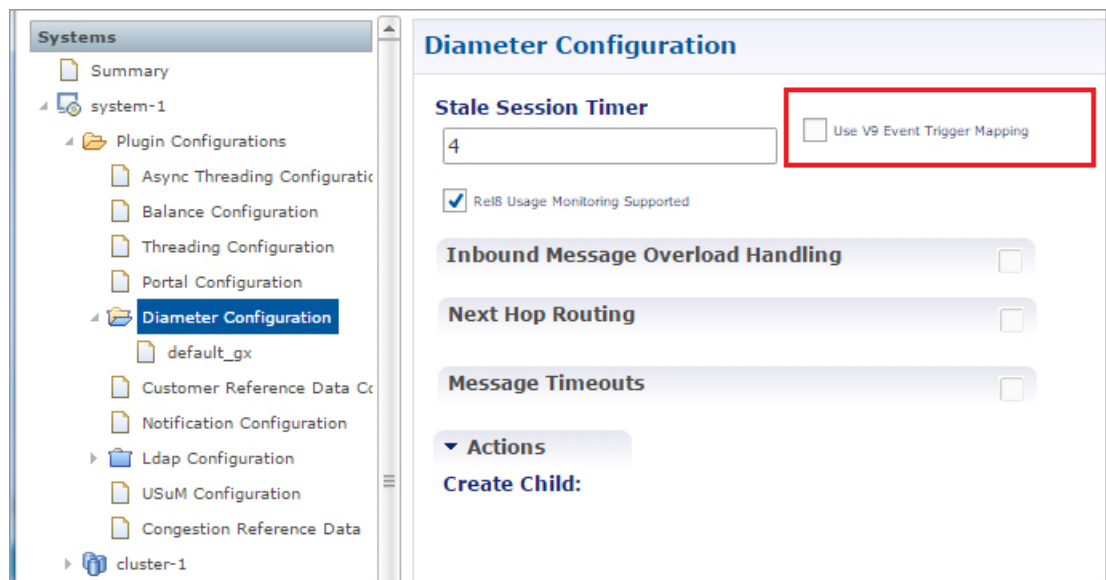 Systems
Summary
system-1
Plugin Configurations
Async Threading Configuratic
Balance Configuration
Threading Configuration
Portal Configuration
Diameter Configuration
default_gx
Customer Reference Data Co
Notification Configuration
Ldap Configuration
USuM Configuration
Congestion Reference Data
cluster-1
Diameter Configuration
Stale Session Timer
4
Use V9 Event Trigger Mapping
Rel8 Usage Monitoring Supported
Inbound Message Overload Handling
Next Hop Routing
Message Timeouts
Actions
Create Child: